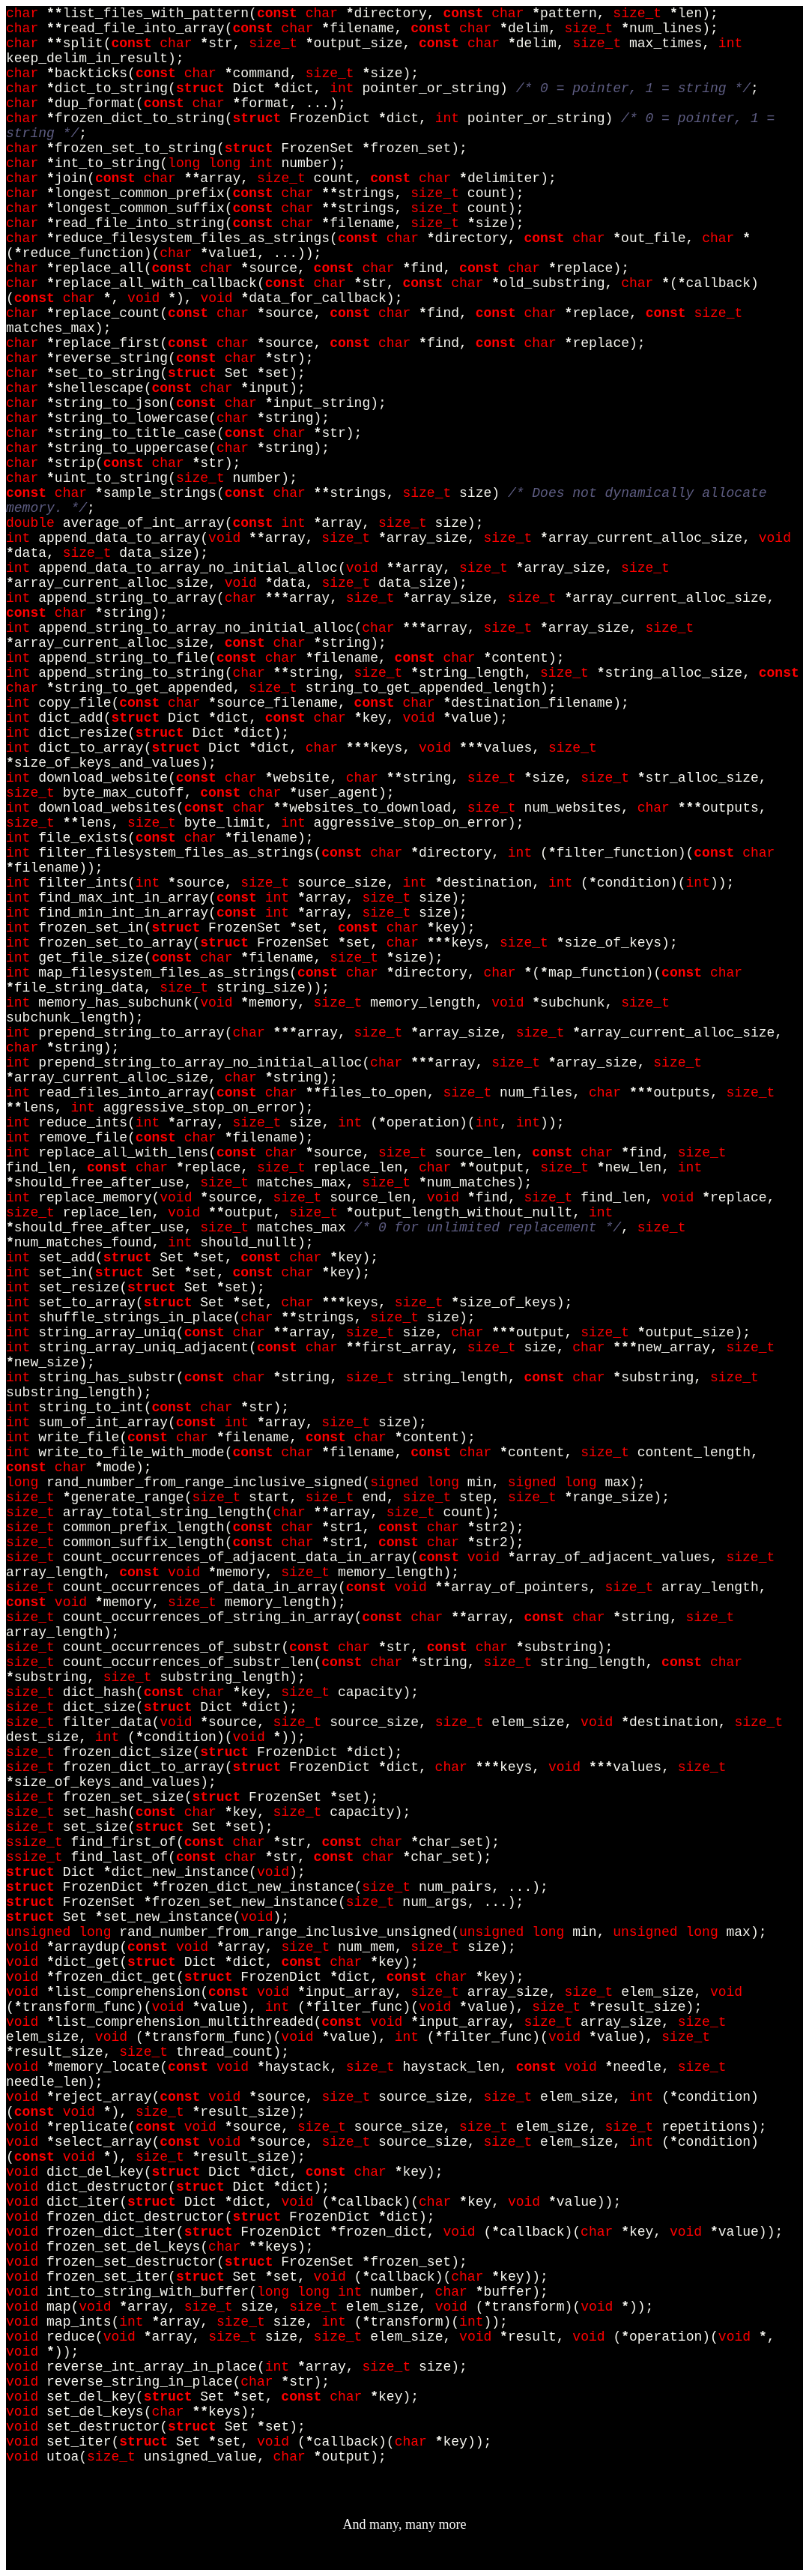 char **list_files_with_pattern(const char *directory, const char *pattern, size_t *len);
char **read_file_into_array(const char *filename, const char *delim, size_t *num_lines);
char **split(const char *str, size_t *output_size, const char *delim, size_t max_times, int
keep_delim_in_result);
char *backticks(const char *command, size_t *size);
char *dict_to_string(struct Dict *dict, int pointer_or_string) /* 0 = pointer, 1 = string */;
char *dup_format(const char *format, ...);
char *frozen_dict_to_string(struct FrozenDict *dict, int pointer_or_string) /* 0 = pointer, 1 =
string */;
char *frozen_set_to_string(struct FrozenSet *frozen_set);
char *int_to_string(long long int number);
char *join(const char **array, size_t count, const char *delimiter);
char *longest_common_prefix(const char **strings, size_t count);
char *longest_common_suffix(const char **strings, size_t count);
char *read_file_into_string(const char *filename, size_t *size);
char *reduce_filesystem_files_as_strings(const char *directory, const char *out_file, char *
(*reduce_function)(char *value1, ...));
char *replace_all(const char *source, const char *find, const char *replace);
char *replace_all_with_callback(const char *str, const char *old_substring, char *(*callback)
(const char *, void *), void *data_for_callback);
char *replace_count(const char *source, const char *find, const char *replace, const size_t
matches_max);
char *replace_first(const char *source, const char *find, const char *replace);
char *reverse_string(const char *str);
char *set_to_string(struct Set *set);
char *shellescape(const char *input);
char *string_to_json(const char *input_string);
char *string_to_lowercase(char *string);
char *string_to_title_case(const char *str);
char *string_to_uppercase(char *string);
char *strip(const char *str);
char *uint_to_string(size_t number);
const char *sample_strings(const char **strings, size_t size) /* Does not dynamically allocate
memory. */;
double average_of_int_array(const int *array, size_t size);
int append_data_to_array(void **array, size_t *array_size, size_t *array_current_alloc_size, void
*data, size_t data_size);
int append_data_to_array_no_initial_alloc(void **array, size_t *array_size, size_t
*array_current_alloc_size, void *data, size_t data_size);
int append_string_to_array(char ***array, size_t *array_size, size_t *array_current_alloc_size,
const char *string);
int append_string_to_array_no_initial_alloc(char ***array, size_t *array_size, size_t
*array_current_alloc_size, const char *string);
int append_string_to_file(const char *filename, const char *content);
int append_string_to_string(char **string, size_t *string_length, size_t *string_alloc_size, const
char *string_to_get_appended, size_t string_to_get_appended_length);
int copy_file(const char *source_filename, const char *destination_filename);
int dict_add(struct Dict *dict, const char *key, void *value);
int dict_resize(struct Dict *dict);
int dict_to_array(struct Dict *dict, char ***keys, void ***values, size_t
*size_of_keys_and_values);
int download_website(const char *website, char **string, size_t *size, size_t *str_alloc_size,
size_t byte_max_cutoff, const char *user_agent);
int download_websites(const char **websites_to_download, size_t num_websites, char ***outputs,
size_t **lens, size_t byte_limit, int aggressive_stop_on_error);
int file_exists(const char *filename);
int filter_filesystem_files_as_strings(const char *directory, int (*filter_function)(const char
*filename));
int filter_ints(int *source, size_t source_size, int *destination, int (*condition)(int));
int find_max_int_in_array(const int *array, size_t size);
int find_min_int_in_array(const int *array, size_t size);
int frozen_set_in(struct FrozenSet *set, const char *key);
int frozen_set_to_array(struct FrozenSet *set, char ***keys, size_t *size_of_keys);
int get_file_size(const char *filename, size_t *size);
int map_filesystem_files_as_strings(const char *directory, char *(*map_function)(const char
*file_string_data, size_t string_size));
int memory_has_subchunk(void *memory, size_t memory_length, void *subchunk, size_t
subchunk_length);
int prepend_string_to_array(char ***array, size_t *array_size, size_t *array_current_alloc_size,
char *string);
int prepend_string_to_array_no_initial_alloc(char ***array, size_t *array_size, size_t
*array_current_alloc_size, char *string);
int read_files_into_array(const char **files_to_open, size_t num_files, char ***outputs, size_t
**lens, int aggressive_stop_on_error);
int reduce_ints(int *array, size_t size, int (*operation)(int, int));
int remove_file(const char *filename);
int replace_all_with_lens(const char *source, size_t source_len, const char *find, size_t
find_len, const char *replace, size_t replace_len, char **output, size_t *new_len, int
*should_free_after_use, size_t matches_max, size_t *num_matches);
int replace_memory(void *source, size_t source_len, void *find, size_t find_len, void *replace,
size_t replace_len, void **output, size_t *output_length_without_nullt, int
*should_free_after_use, size_t matches_max /* 0 for unlimited replacement */, size_t
*num_matches_found, int should_nullt);
int set_add(struct Set *set, const char *key);
int set_in(struct Set *set, const char *key);
int set_resize(struct Set *set);
int set_to_array(struct Set *set, char ***keys, size_t *size_of_keys);
int shuffle_strings_in_place(char **strings, size_t size);
int string_array_uniq(const char **array, size_t size, char ***output, size_t *output_size);
int string_array_uniq_adjacent(const char **first_array, size_t size, char ***new_array, size_t
*new_size);
int string_has_substr(const char *string, size_t string_length, const char *substring, size_t
substring_length);
int string_to_int(const char *str);
int sum_of_int_array(const int *array, size_t size);
int write_file(const char *filename, const char *content);
int write_to_file_with_mode(const char *filename, const char *content, size_t content_length,
const char *mode);
long rand_number_from_range_inclusive_signed(signed long min, signed long max);
size_t *generate_range(size_t start, size_t end, size_t step, size_t *range_size);
size_t array_total_string_length(char **array, size_t count);
size_t common_prefix_length(const char *str1, const char *str2);
size_t common_suffix_length(const char *str1, const char *str2);
size_t count_occurrences_of_adjacent_data_in_array(const void *array_of_adjacent_values, size_t
array_length, const void *memory, size_t memory_length);
size_t count_occurrences_of_data_in_array(const void **array_of_pointers, size_t array_length,
const void *memory, size_t memory_length);
size_t count_occurrences_of_string_in_array(const char **array, const char *string, size_t
array_length);
size_t count_occurrences_of_substr(const char *str, const char *substring);
size_t count_occurrences_of_substr_len(const char *string, size_t string_length, const char
*substring, size_t substring_length);
size_t dict_hash(const char *key, size_t capacity);
size_t dict_size(struct Dict *dict);
size_t filter_data(void *source, size_t source_size, size_t elem_size, void *destination, size_t
dest_size, int (*condition)(void *));
size_t frozen_dict_size(struct FrozenDict *dict);
size_t frozen_dict_to_array(struct FrozenDict *dict, char ***keys, void ***values, size_t
*size_of_keys_and_values);
size_t frozen_set_size(struct FrozenSet *set);
size_t set_hash(const char *key, size_t capacity);
size_t set_size(struct Set *set);
ssize_t find_first_of(const char *str, const char *char_set);
ssize_t find_last_of(const char *str, const char *char_set);
struct Dict *dict_new_instance(void);
struct FrozenDict *frozen_dict_new_instance(size_t num_pairs, ...);
struct FrozenSet *frozen_set_new_instance(size_t num_args, ...);
struct Set *set_new_instance(void);
unsigned long rand_number_from_range_inclusive_unsigned(unsigned long min, unsigned long max);
void *arraydup(const void *array, size_t num_mem, size_t size);
void *dict_get(struct Dict *dict, const char *key);
void *frozen_dict_get(struct FrozenDict *dict, const char *key);
void *list_comprehension(const void *input_array, size_t array_size, size_t elem_size, void
(*transform_func)(void *value), int (*filter_func)(void *value), size_t *result_size);
void *list_comprehension_multithreaded(const void *input_array, size_t array_size, size_t
elem_size, void (*transform_func)(void *value), int (*filter_func)(void *value), size_t
*result_size, size_t thread_count);
void *memory_locate(const void *haystack, size_t haystack_len, const void *needle, size_t
needle_len);
void *reject_array(const void *source, size_t source_size, size_t elem_size, int (*condition)
(const void *), size_t *result_size);
void *replicate(const void *source, size_t source_size, size_t elem_size, size_t repetitions);
void *select_array(const void *source, size_t source_size, size_t elem_size, int (*condition)
(const void *), size_t *result_size);
void dict_del_key(struct Dict *dict, const char *key);
void dict_destructor(struct Dict *dict);
void dict_iter(struct Dict *dict, void (*callback)(char *key, void *value));
void frozen_dict_destructor(struct FrozenDict *dict);
void frozen_dict_iter(struct FrozenDict *frozen_dict, void (*callback)(char *key, void *value));
void frozen_set_del_keys(char **keys);
void frozen_set_destructor(struct FrozenSet *frozen_set);
void frozen_set_iter(struct Set *set, void (*callback)(char *key));
void int_to_string_with_buffer(long long int number, char *buffer);
void map(void *array, size_t size, size_t elem_size, void (*transform)(void *));
void map_ints(int *array, size_t size, int (*transform)(int));
void reduce(void *array, size_t size, size_t elem_size, void *result, void (*operation)(void *,
void *));
void reverse_int_array_in_place(int *array, size_t size);
void reverse_string_in_place(char *str);
void set_del_key(struct Set *set, const char *key);
void set_del_keys(char **keys);
void set_destructor(struct Set *set);
void set_iter(struct Set *set, void (*callback)(char *key));
void utoa(size_t unsigned_value, char *output);
And many, many more